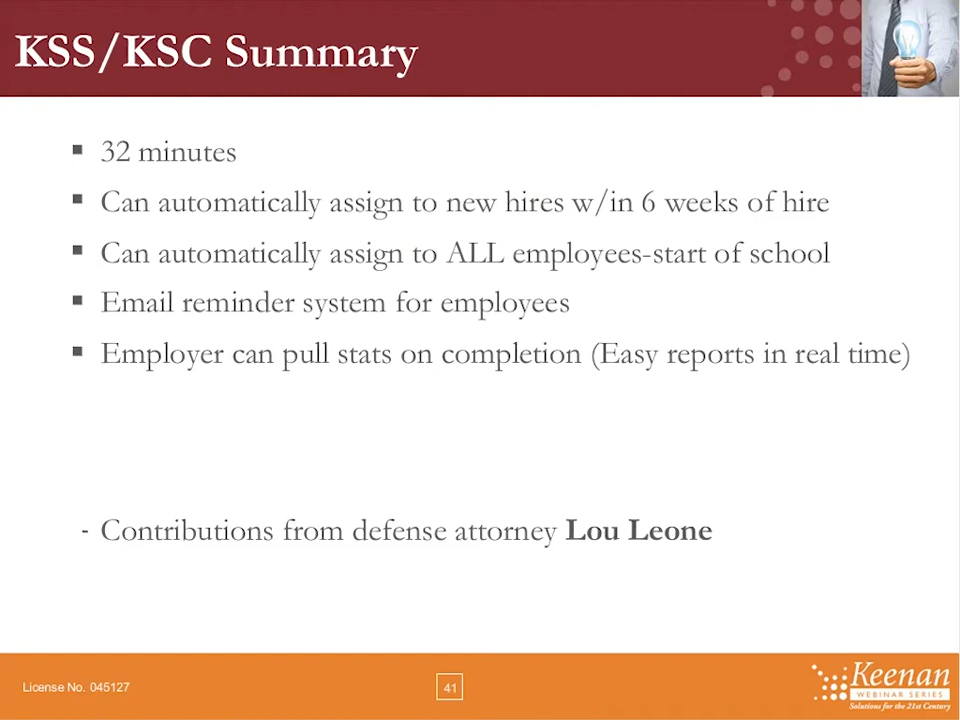 KSS/KSC Summary
▪ 32 minutes
▪ Can automatically assign to new hires w/in 6 weeks of hire
▪ Can automatically assign to ALL employees-start of school
▪ Email reminder system for employees
▪ Employer can pull stats on completion (Easy reports in real time)
- Contributions from defense attorney Lou Leone
License No. 045127
41
Keenan
WEBINAR SERIES
Solutions for the 21st Century